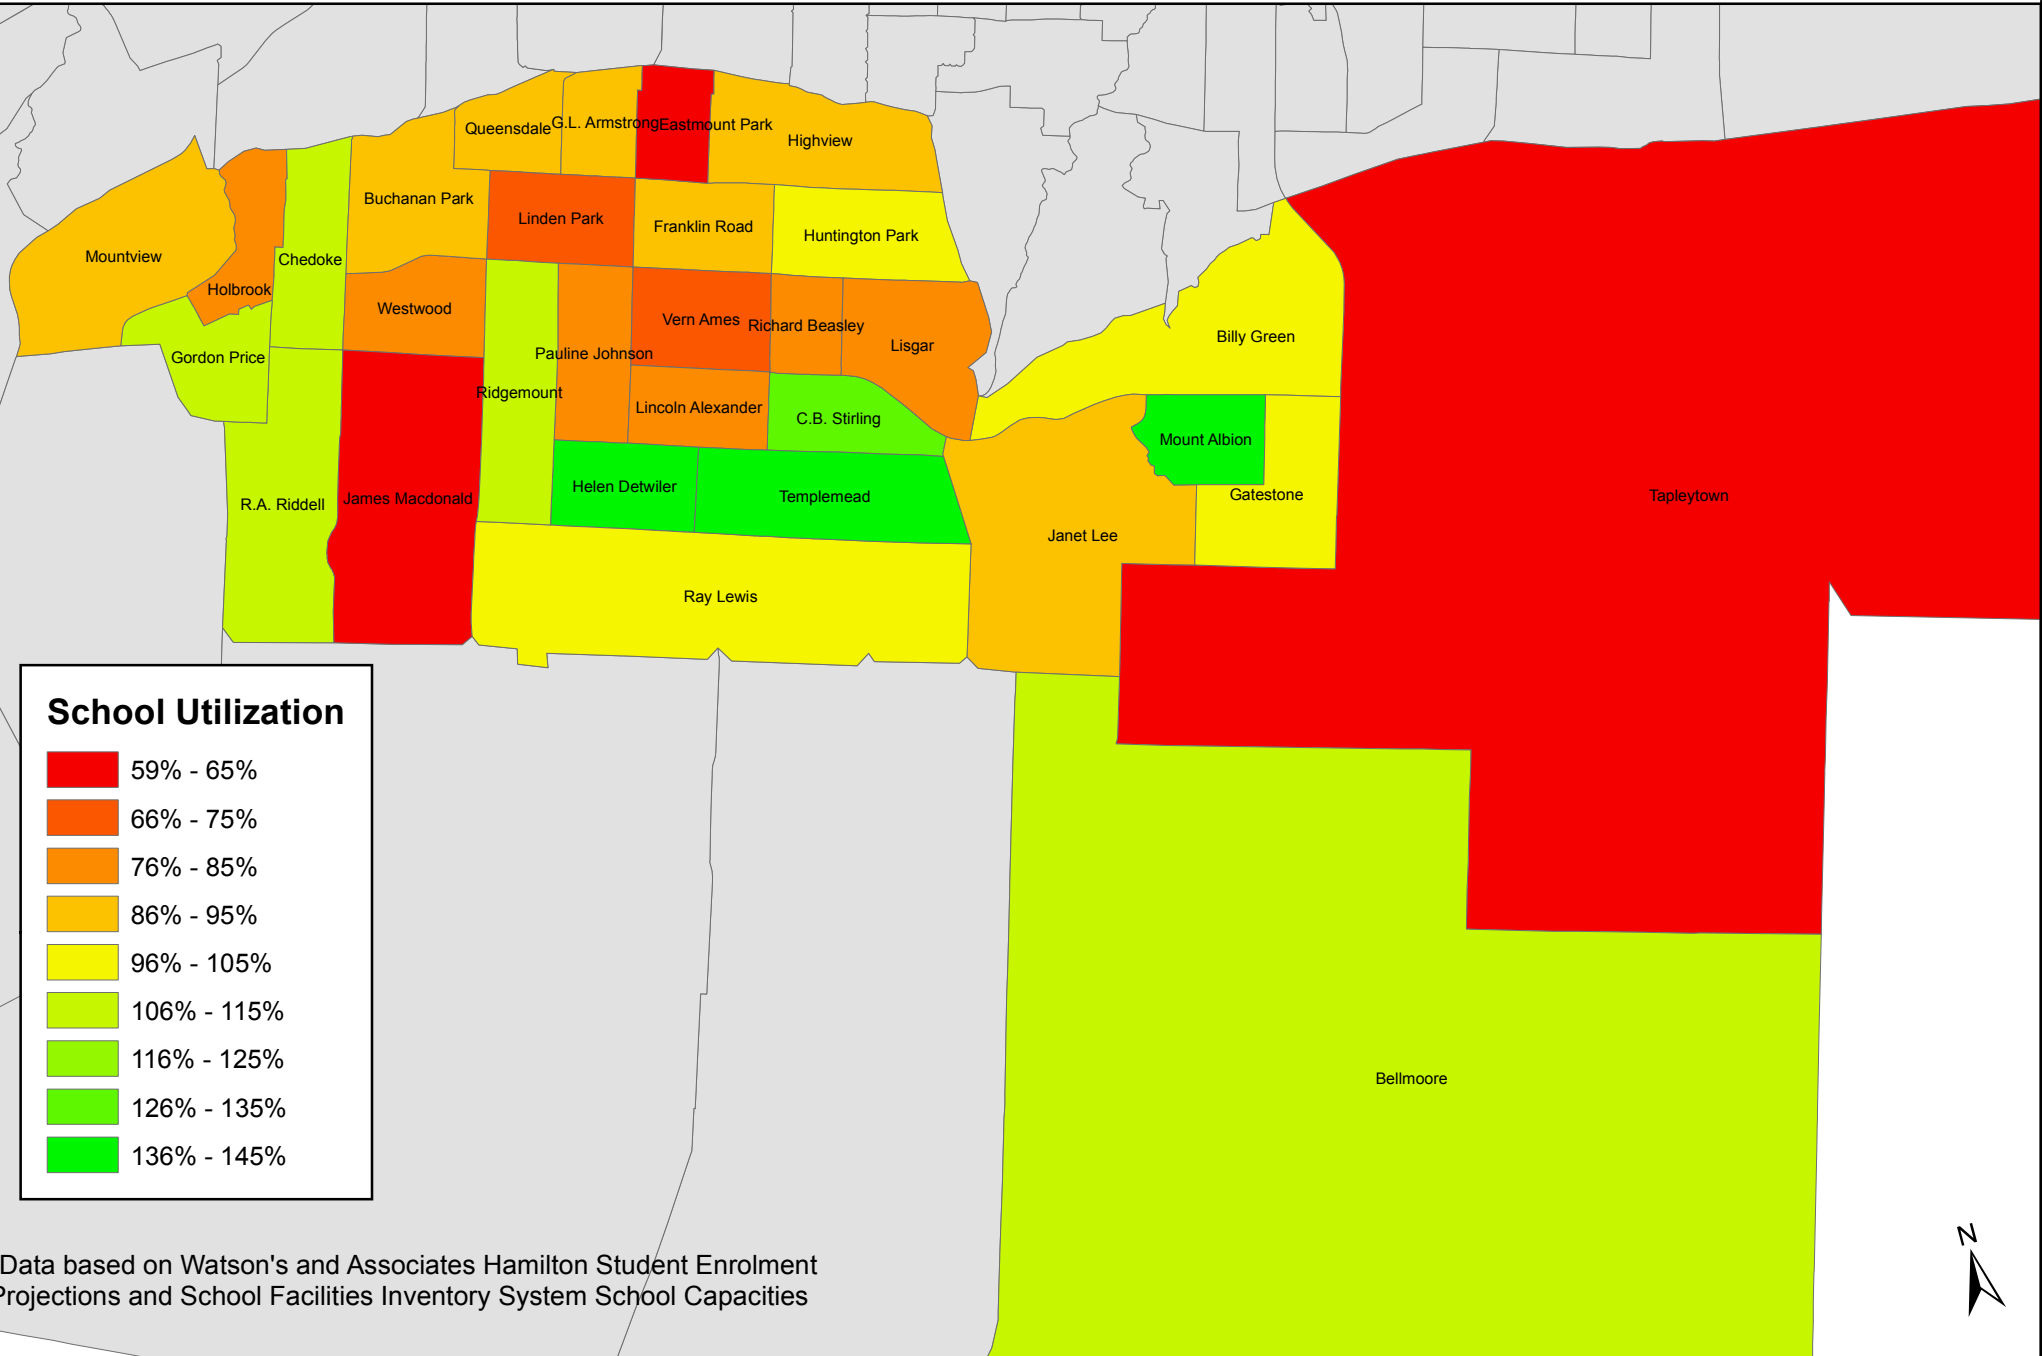 Queensdale
G.L. Armstrong
Eastmount Park
Highview
Buchanan Park
Linden Park
Franklin Road
Huntington Park
Mountview
Chedoke
Holbrook
Westwood
Vern Ames
Richard Beasley
Lisgar
Billy Green
Gordon Price
Pauline Johnson
Ridgemount
Lincoln Alexander
C.B. Stirling
Mount Albion
R.A. Riddell
James Macdonald
Helen Detwiler
Templemead
Gatestone
Tapleytown
Janet Lee
Ray Lewis
Bellmoore
School Utilization
59% - 65%
66% - 75%
76% - 85%
86% - 95%
96% - 105%
106% - 115%
116% - 125%
126% - 135%
136% - 145%
Data based on Watson's and Associates Hamilton Student Enrolment
Projections and School Facilities Inventory System School Capacities
N